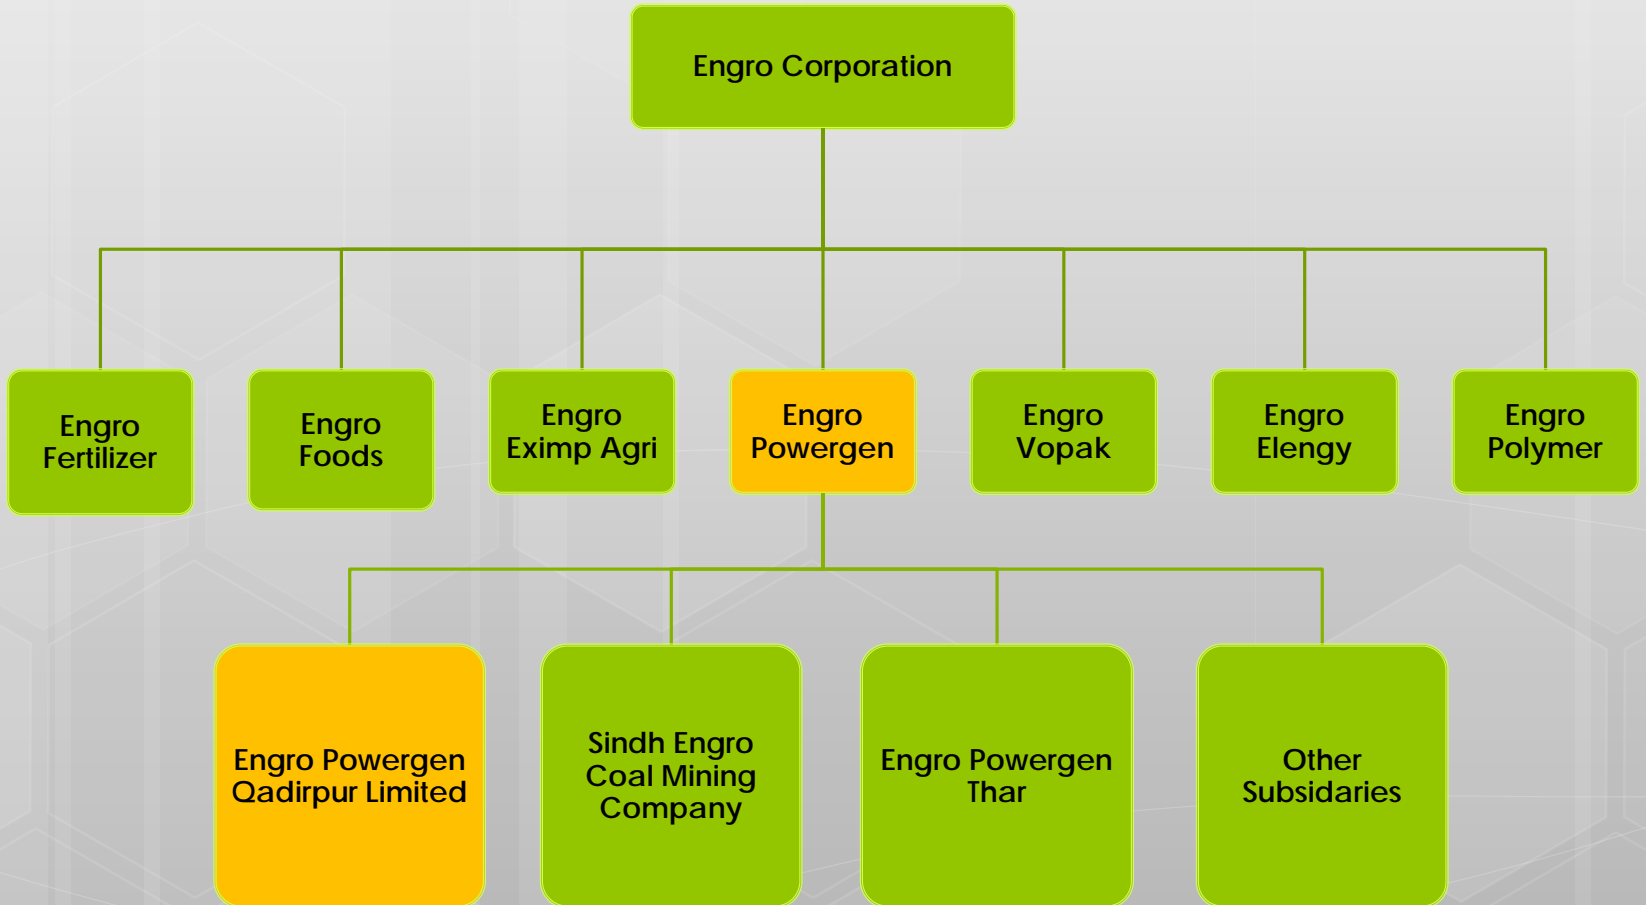 Engro Corporation
Engro
Fertilizer
Engro
Foods
Engro
Eximp Agri
Engro
Powergen
Engro
Vopak
Engro
Elengy
Engro
Polymer
Engro Powergen
Qadirpur Limited
Sindh Engro
Coal Mining
Company
Engro Powergen
Thar
Other
Subsidaries